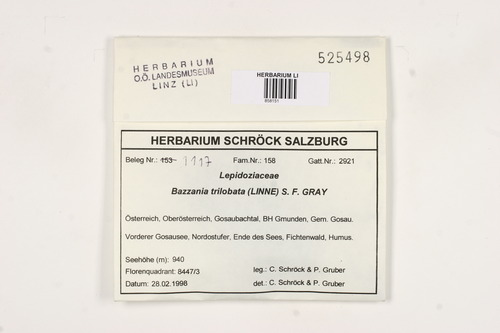 HERBARIUM
O.Ö. LANDESMUSEUM
LINZ (LI)
525498
HERBARIUM LI
HERBARIUM SCHRÖCK SALZBURG
Beleg Nr.: 153 1117 Fam.Nr.: 158 Gatt.Nr.: 2921
Lepidoziaceae
Bazzania trilobata (LINNE) S. F. GRAY
Österreich, Oberösterreich, Gosaubachtal, BH Gmunden, Gem. Gosau.
Vorderer Gosausee, Nordostufer, Ende des Sees, Fichtenwald, Humus.
Seehöhe (m): 940
Florenquadrant: 8447/3 leg.: C. Schröck & P. Gruber
Datum: 28.02.1998 det.: C. Schröck & P. Gruber